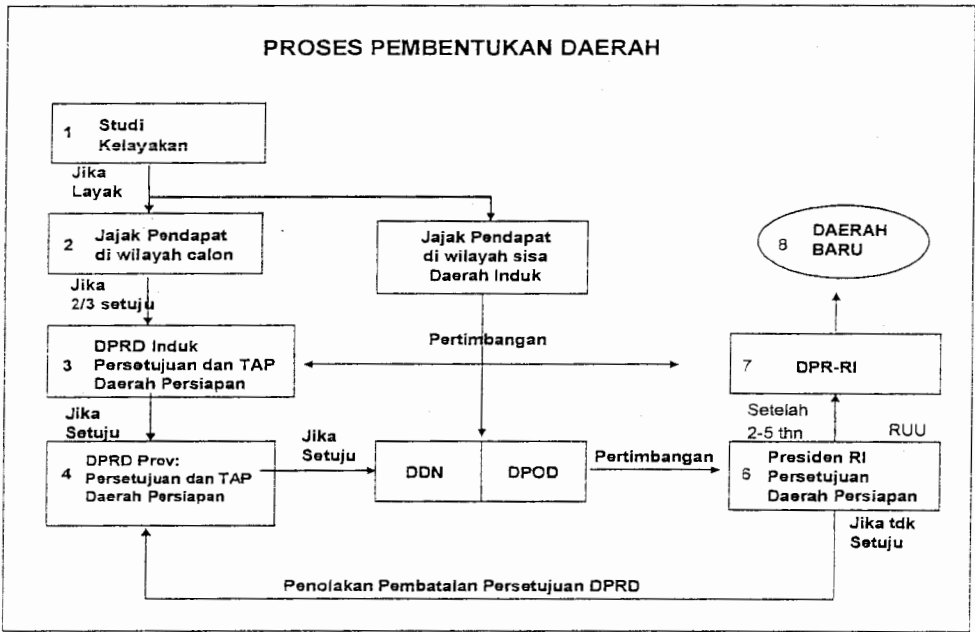 PROSES PEMBENTUKAN DAERAH
1 Studi
Kelayakan
Jika
Layak
2 Jajak Pendapat
di wilayah calon
Jajak Pendapat
di wilayah sisa
Daerah Induk
8 DAERAH
BARU
Jika
2/3 setuju
3 DPRD Induk
Persetujuan dan TAP
Daerah Persiapan
Pertimbangan
7 DPR-RI
Jika
Setuju
Setelah
2-5 thn
RUU
4 DPRD Prov:
Persetujuan dan TAP
Daerah Persiapan
Jika
Setuju
DDN
DPOD
Pertimbangan
6 Presiden RI
Persetujuan
Daerah Persiapan
Jika tdk
Setuju
Penolakan Pembatalan Persetujuan DPRD